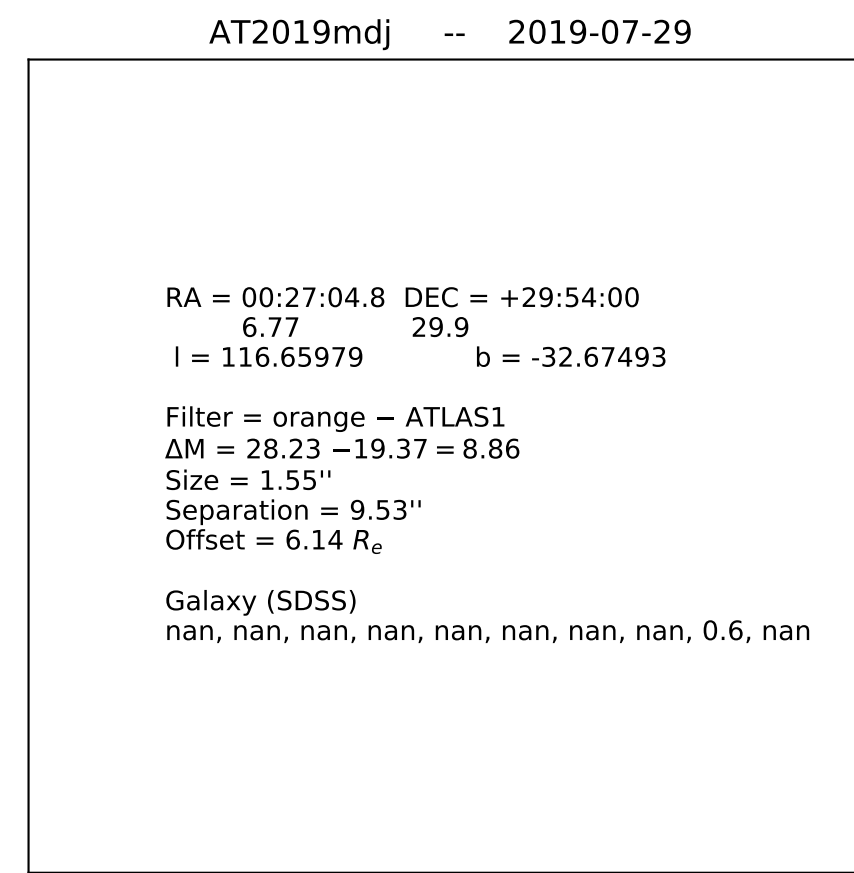 AT2019mdj -- 2019-07-29
RA = 00:27:04.8 DEC = +29:54:00
6.77 29.9
l = 116.65979 b = -32.67493
Filter = orange − ATLAS1
ΔM = 28.23 −19.37 = 8.86
Size = 1.55''
Separation = 9.53''
Offset = 6.14 Re
Galaxy (SDSS)
nan, nan, nan, nan, nan, nan, nan, nan, 0.6, nan